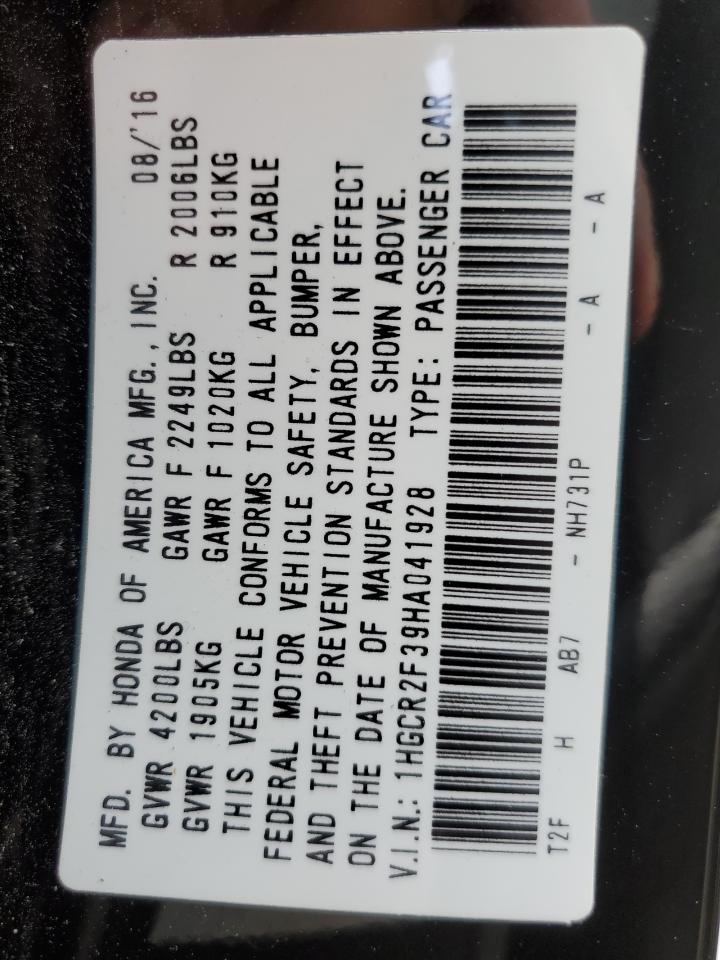 MFD. BY HONDA OF AMERICA MFG., INC. 08/'16
GVWR 4200LBS GAWR F 2249LBS R 2006LBS
GVWR 1905KG GAWR F 1020KG R 910KG
THIS VEHICLE CONFORMS TO ALL APPLICABLE
FEDERAL MOTOR VEHICLE SAFETY, BUMPER,
AND THEFT PREVENTION STANDARDS IN EFFECT
ON THE DATE OF MANUFACTURE SHOWN ABOVE.
V.I.N.: 1HGCR2F39HA041928 TYPE: PASSENGER CAR
T2F H AB7 - NH731P - A - A